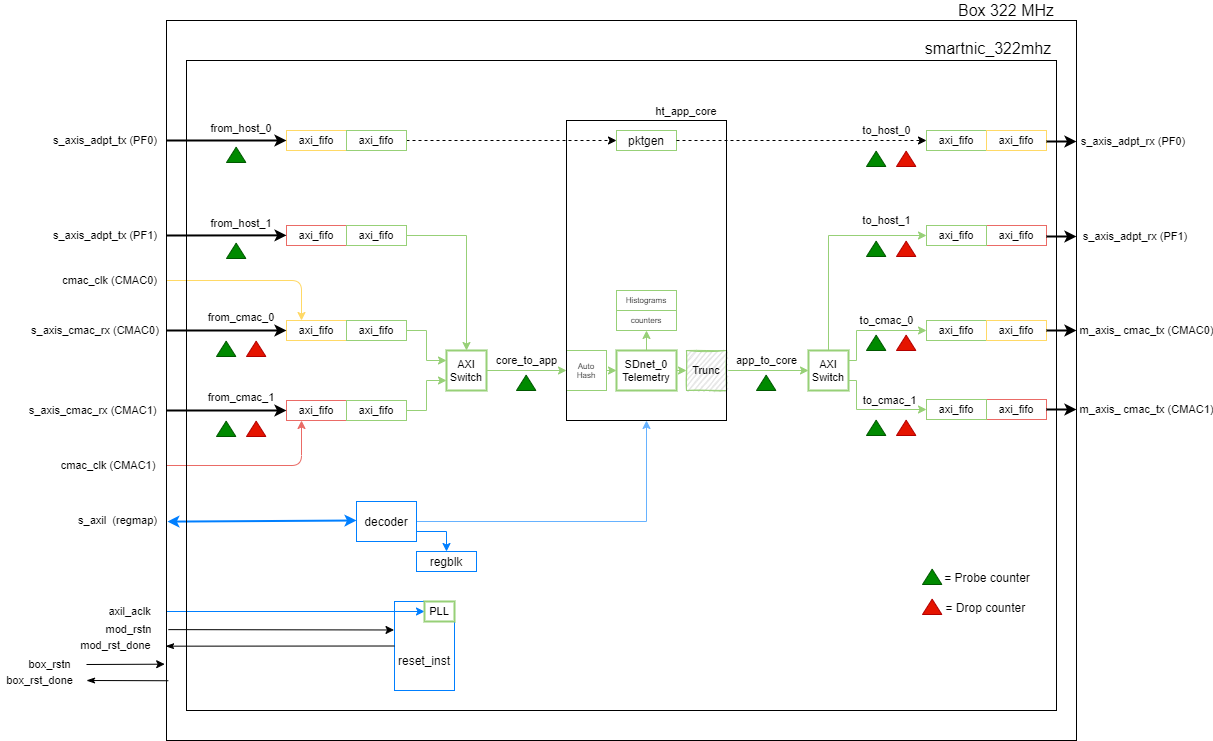 Box 322 MHz
smartnic_322mhz
ht_app_core
s_axis_adpt_tx (PF0)
from_host_0
axi_fifo
axi_fifo
pktgen
to_host_0
axi_fifo
axi_fifo
s_axis_adpt_rx (PF0)
s_axis_adpt_tx (PF1)
from_host_1
axi_fifo
axi_fifo
to_host_1
axi_fifo
axi_fifo
s_axis_adpt_rx (PF1)
cmac_clk (CMAC0)
s_axis_cmac_rx (CMAC0)
from_cmac_0
axi_fifo
axi_fifo
Histograms
counters
to_cmac_0
axi_fifo
axi_fifo
m_axis_cmac_tx (CMAC0)
AXI
Switch
core_to_app
Auto
Hash
SDnet_0
Telemetry
Trunc
app_to_core
AXI
Switch
s_axis_cmac_rx (CMAC1)
from_cmac_1
axi_fifo
axi_fifo
to_cmac_1
axi_fifo
axi_fifo
m_axis_cmac_tx (CMAC1)
cmac_clk (CMAC1)
s_axil (regmap)
decoder
regblk
= Probe counter
= Drop counter
axil_aclk
PLL
mod_rstn
mod_rst_done
reset_inst
box_rstn
box_rst_done